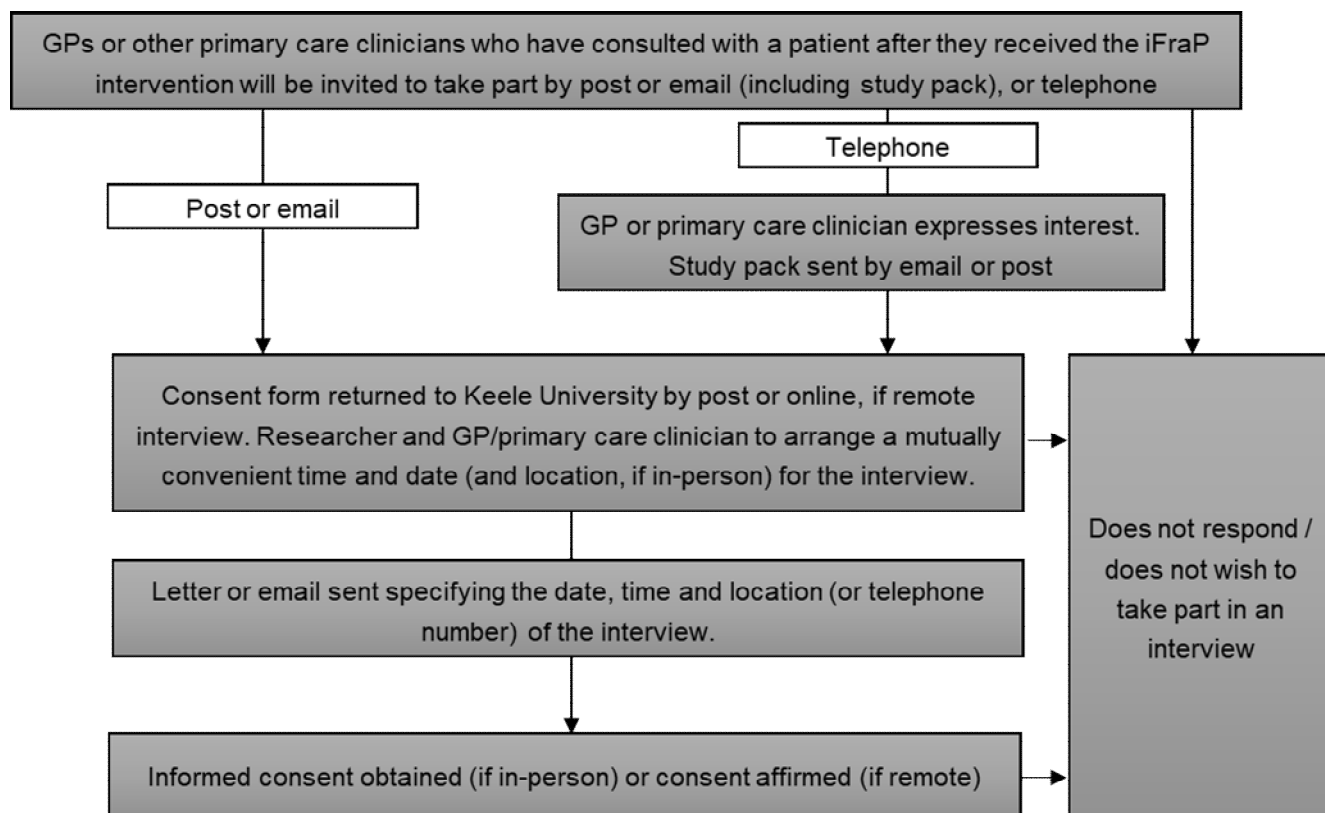 GPs or other primary care clinicians who have consulted with a patient after they received the iFraP
intervention will be invited to take part by post or email (including study pack), or telephone
Telephone
Post or email
GP or primary care clinician expresses interest.
Study pack sent by email or post
Consent form returned to Keele University by post or online, if remote
interview. Researcher and GP/primary care clinician to arrange a mutually
convenient time and date (and location, if in-person) for the interview.
Does not respond /
does not wish to
take part in an
interview
Letter or email sent specifying the date, time and location (or telephone
number) of the interview.
Informed consent obtained (if in-person) or consent affirmed (if remote)